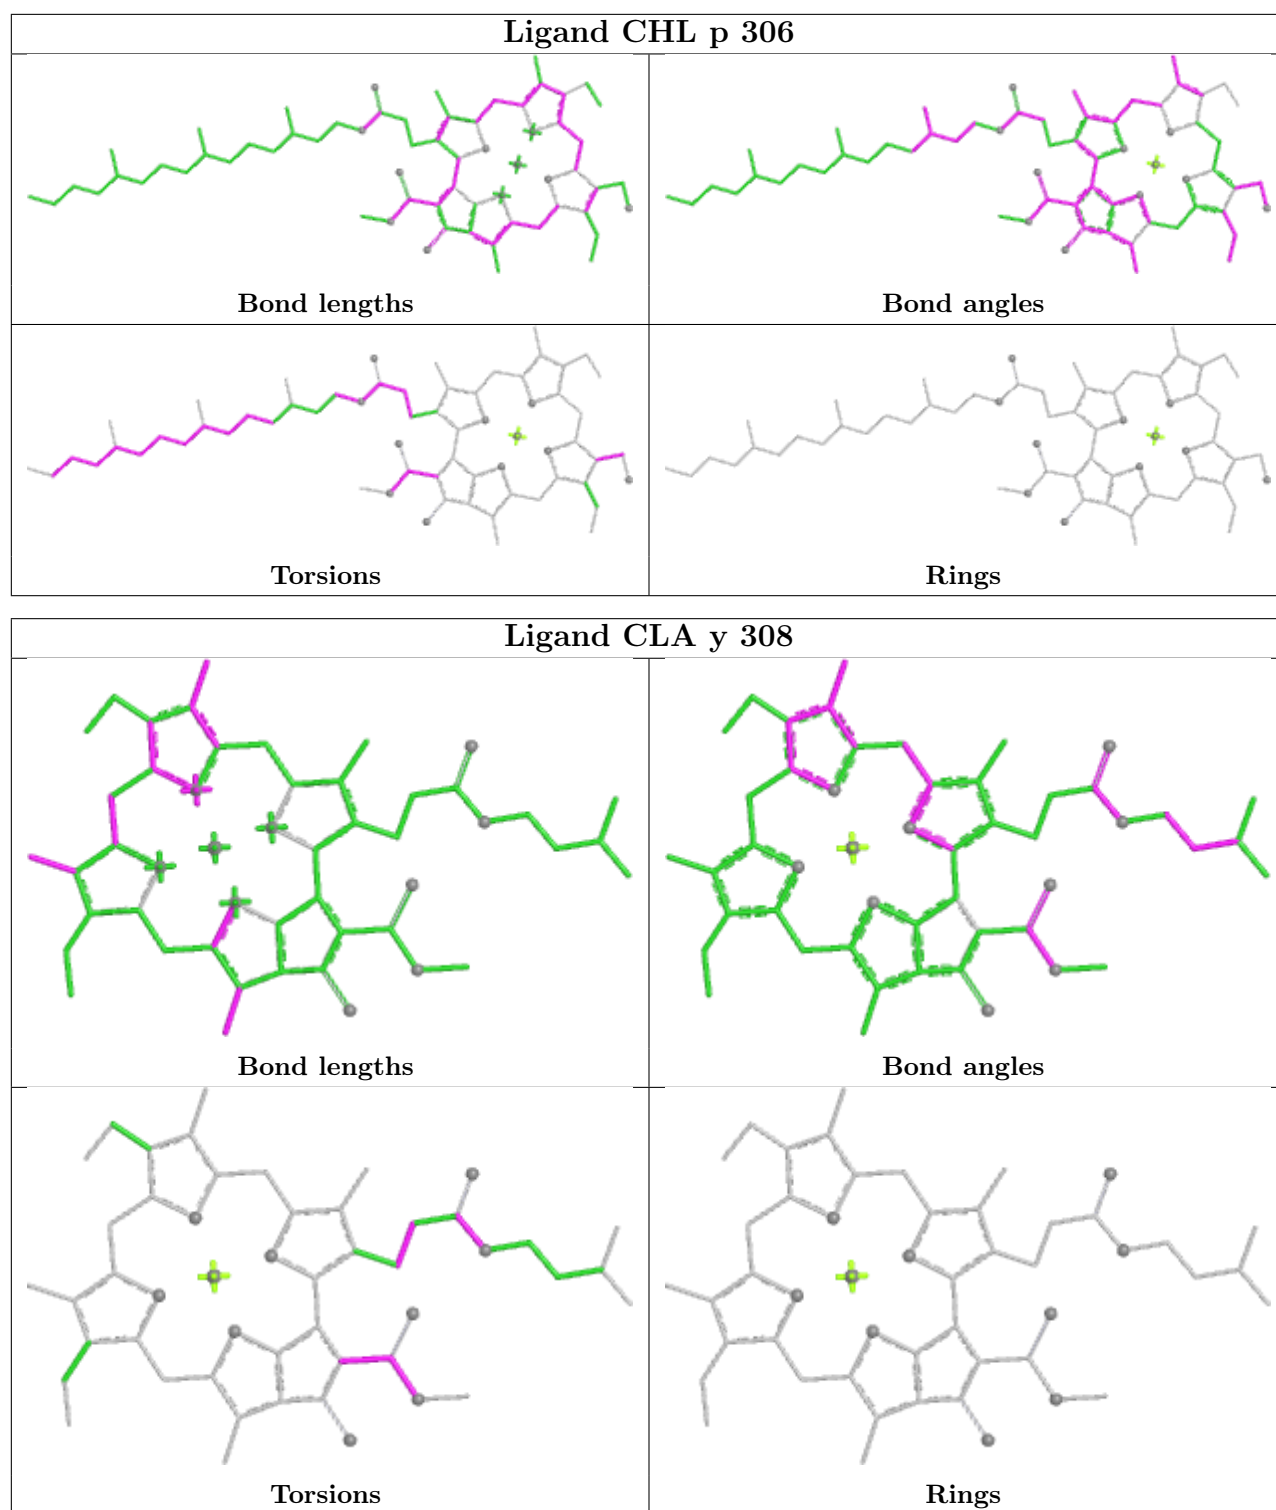 Ligand CHL p 306
Bond lengths
Bond angles
Torsions
Rings
Ligand CLA y 308
Bond lengths
Bond angles
Torsions
Rings